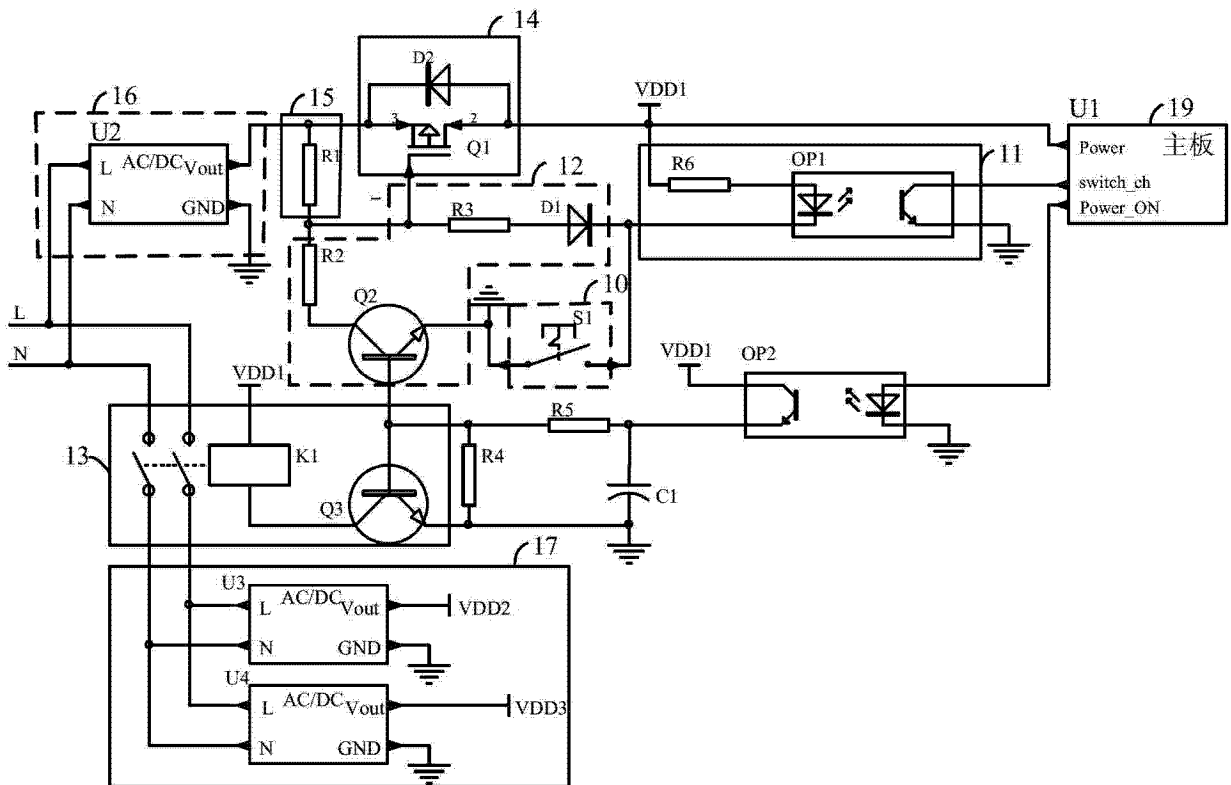 14
D2
16
15
VDD1
U1
19
3
2
U2
Q1
主板
L
AC/DC
Vout
R1
12
R6
OP1
11
Power
N
GND
1
R3
D1
switch_ch
Power_ON
R2
10
L
Q2
S1
N
VDD1
OP2
VDD1
R5
13
K1
R4
Q3
C1
17
U3
L
AC/DC
Vout
VDD2
N
GND
U4
L
AC/DC
Vout
VDD3
N
GND